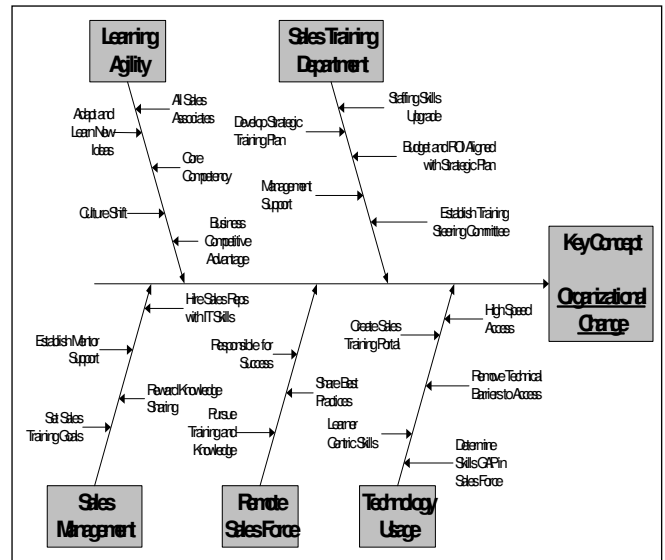 Learning
Agility
Sales Training
Department
All Sales
Associates
Adapt and
Learn New
Ideas
Core
Competency
Culture Shift
Business
Competitive
Advantage
Staffing Skills
Upgrade
Develop Strategic
Training Plan
Budget and ROI Aligned
with Strategic Plan
Management
Support
Establish Training
Steering Committee
Key Concept
Organizational
Change
Hire Sales Reps
with IT Skills
Establish Mentor
Support
Reward Knowledge
Sharing
Set Sales
Training Goals
Responsible for
Success
Share Best
Practices
Pursue
Training and
Knowledge
High Speed
Access
Create Sales
Training Portal
Remove Technical
Barriers to Access
Learner
Centric Skills
Determine
Skills GAP in
Sales Force
Sales
Management
Remote
Sales Force
Technology
Usage